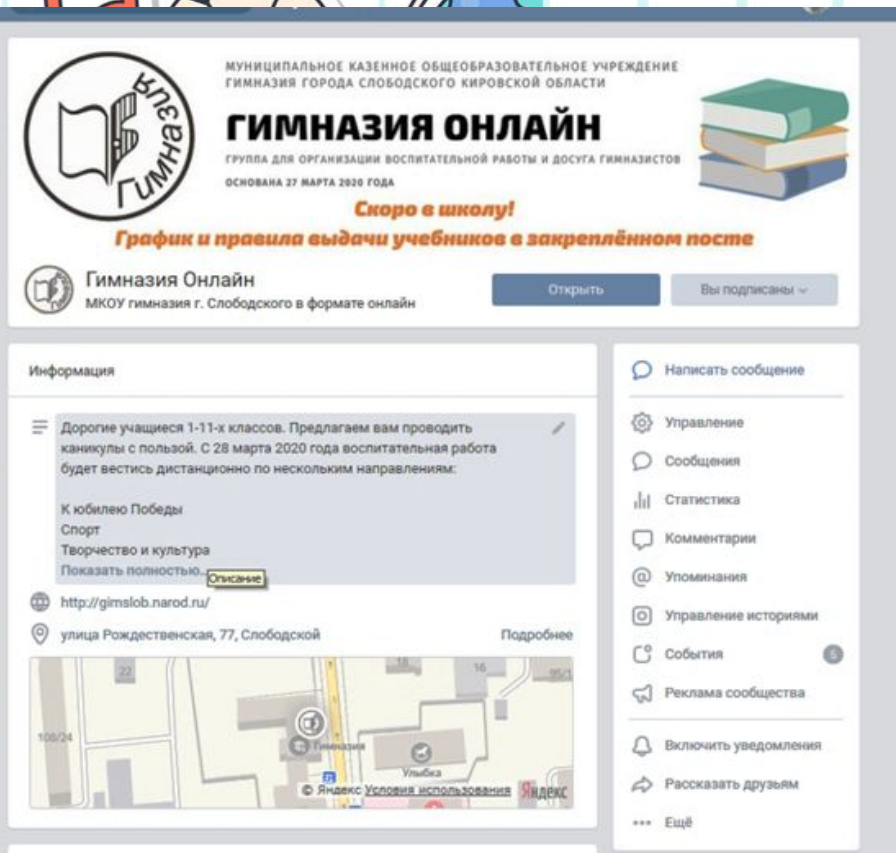 Гимназия
МУНИЦИПАЛЬНОЕ КАЗЕННОЕ ОБЩЕОБРАЗОВАТЕЛЬНОЕ УЧРЕЖДЕНИЕ
ГИМНАЗИЯ ГОРОДА СЛОБОДСКОГО КИРОВСКОЙ ОБЛАСТИ
ГИМНАЗИЯ ОНЛАЙН
ГРУППА ДЛЯ ОРГАНИЗАЦИИ ВОСПИТАТЕЛЬНОЙ РАБОТЫ И ДОСУГА ГИМНАЗИСТОВ
ОСНОВАНА 27 МАРТА 2020 ГОДА
Скоро в школу!
График и правила выдачи учебников в закреплённом посте
Гимназия Онлайн
МКОУ гимназия г. Слободского в формате онлайн
Открыть
Вы подписаны
Информация
Дорогие учащиеся 1-11-х классов. Предлагаем вам проводить
каникулы с пользой. С 28 марта 2020 года воспитательная работа
будет вестись дистанционно по нескольким направлениям:
К юбилею Победы
Спорт
Творчество и культура
Показать полностью...
Описание
http://gimslob.narod.ru/
улица Рождественская, 77, Слободской
Подробнее
22
18
16
95/1
100/24
Гимназия
Улыбка
© Яндекс Условия использования Яндекс
Написать сообщение
Управление
Сообщения
Статистика
Комментарии
Упоминания
Управление историями
События 5
Реклама сообщества
Включить уведомления
Рассказать друзьям
Ещё